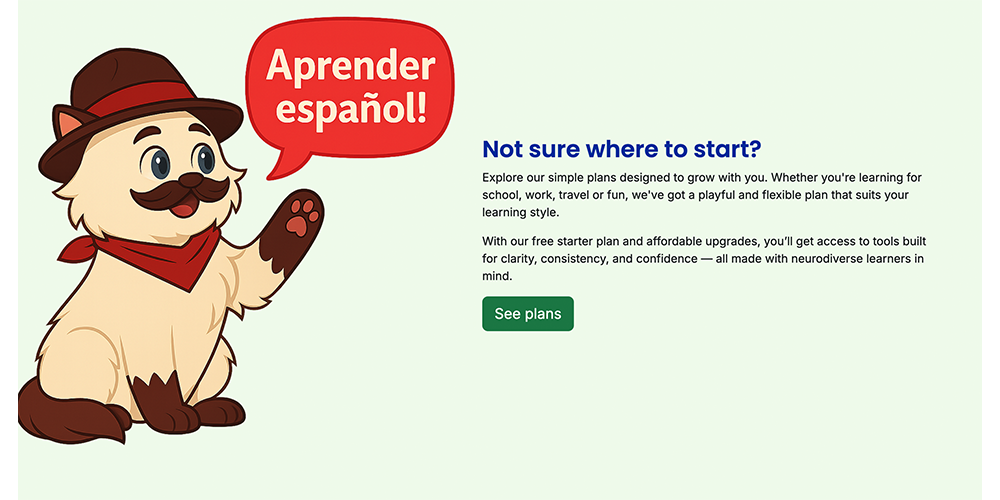 Aprender
español!
Not sure where to start?
Explore our simple plans designed to grow with you. Whether you're learning for
school, work, travel or fun, we've got a playful and flexible plan that suits your
learning style.
With our free starter plan and affordable upgrades, you’ll get access to tools built
for clarity, consistency, and confidence — all made with neurodiverse learners in
mind.
See plans